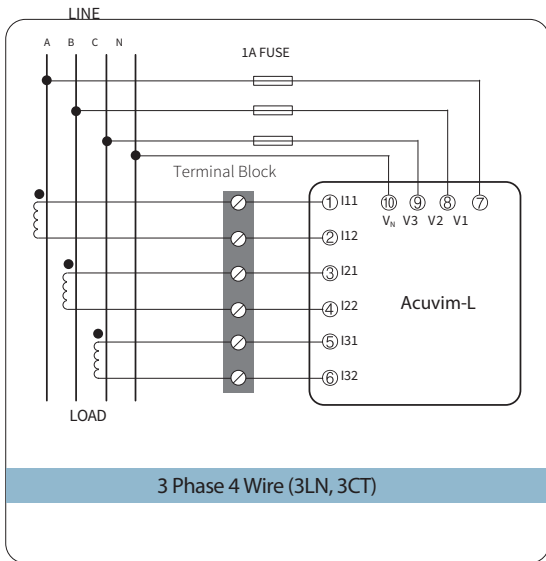 LINE
A B C N
1A FUSE
Terminal Block
① I11
⑩ ⑨ ⑧ ⑦
VN V3 V2 V1
② I12
③ I21
Acuvim-L
④ I22
⑤ I31
⑥ I32
LOAD
3 Phase 4 Wire (3LN, 3CT)